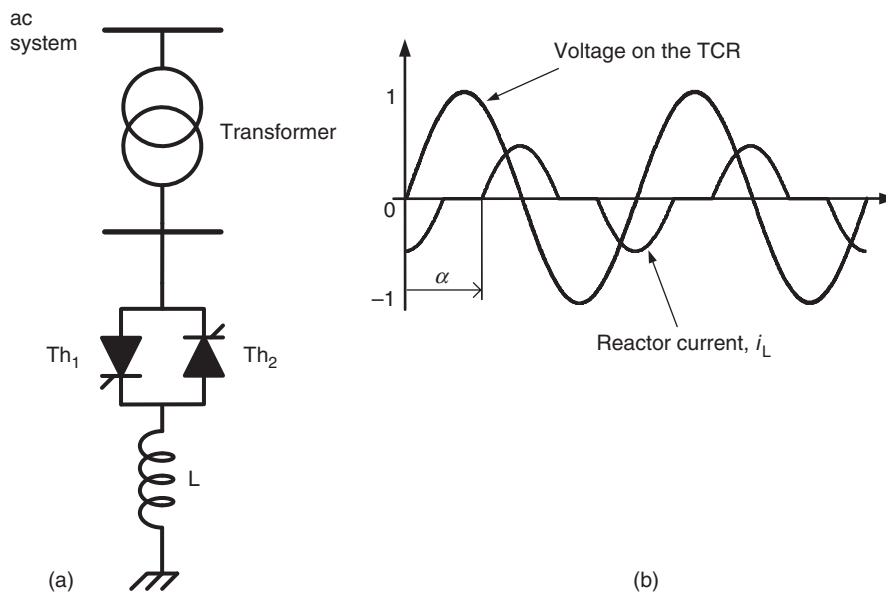 ac
system
Transformer
Th1
Th2
L
(a)
Voltage on the TCR
1
0
α
−1
Reactor current, iL
(b)